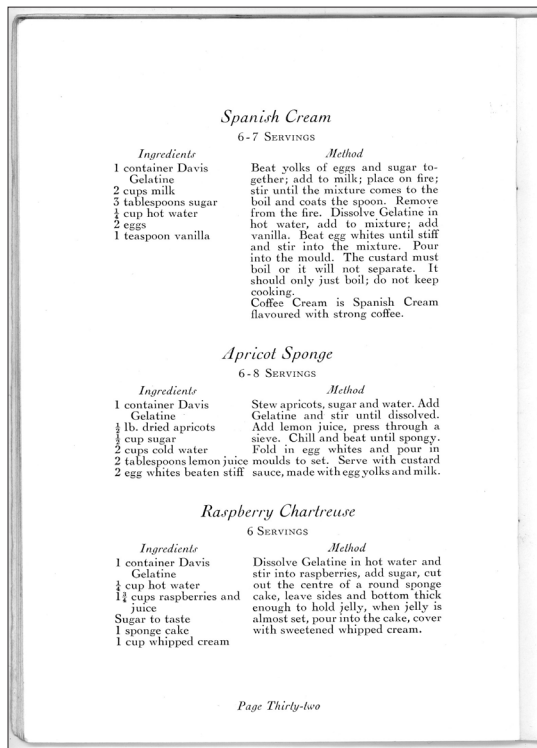 Spanish Cream
6-7 Servings
Ingredients
1 container Davis
Gelatine
2 cups milk
3 tablespoons sugar
¼ cup hot water
2 eggs
1 teaspoon vanilla
Method
Beat yolks of eggs and sugar to-
gether; add to milk; place on fire;
stir until the mixture comes to the
boil and coats the spoon. Remove
from the fire. Dissolve Gelatine in
hot water, add to mixture; add
vanilla. Beat egg whites until stiff
and stir into the mixture. Pour
into the mould. The custard must
boil or it will not separate. It
should only just boil; do not keep
cooking.
Coffee Cream is Spanish Cream
flavoured with strong coffee.
Apricot Sponge
6-8 Servings
Ingredients
1 container Davis
Gelatine
½ lb. dried apricots
½ cup sugar
2 cups cold water
2 tablespoons lemon juice
2 egg whites beaten stiff
Method
Stew apricots, sugar and water. Add
Gelatine and stir until dissolved.
Add lemon juice, press through a
sieve. Chill and beat until spongy.
Fold in egg whites and pour in
moulds to set. Serve with custard
sauce, made with egg yolks and milk.
Raspberry Chartreuse
6 Servings
Ingredients
1 container Davis
Gelatine
¼ cup hot water
1¾ cups raspberries and
juice
Sugar to taste
1 sponge cake
1 cup whipped cream
Method
Dissolve Gelatine in hot water and
stir into raspberries, add sugar, cut
out the centre of a round sponge
cake, leave sides and bottom thick
enough to hold jelly, when jelly is
almost set, pour into the cake, cover
with sweetened whipped cream.
Page Thirty-two